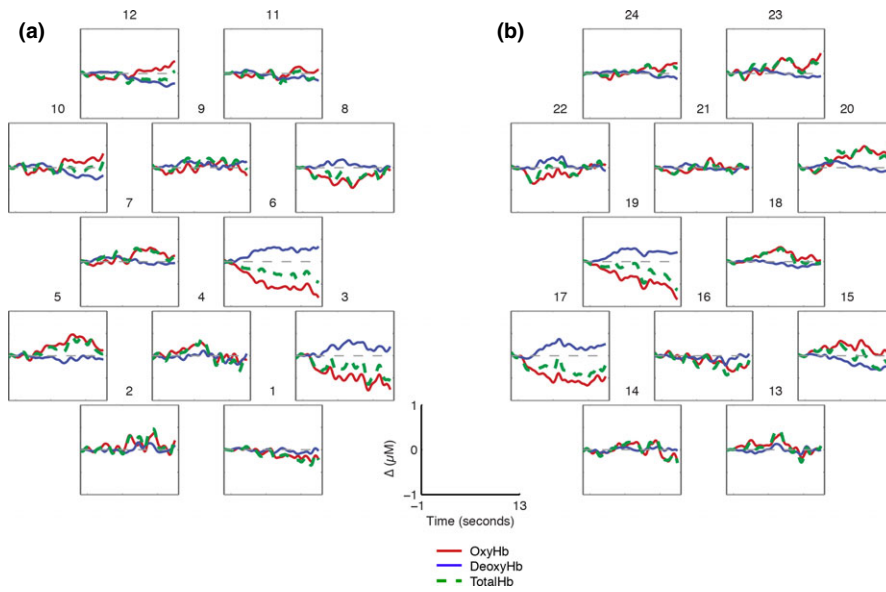 12 11
24 23
(a)
(b)
10 9 8
22 21 20
7 6
19 18
5 4 3
17 16 15
2 1
14 13
1
0
−1
Δ (µM)
−1 13
Time (seconds)
OxyHb
DeoxyHb
TotalHb